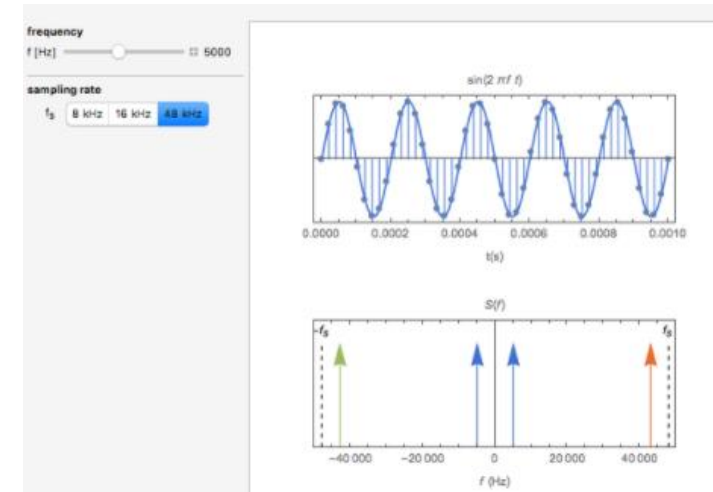 frequency
f [Hz] 5000
sampling rate
fs 8 kHz 16 kHz 48 kHz
sin(2 πf t)
0.0000 0.0002 0.0004 0.0006 0.0008 0.0010
t(s)
S(f)
-fs fs
-40 000 -20 000 0 20 000 40 000
f (Hz)